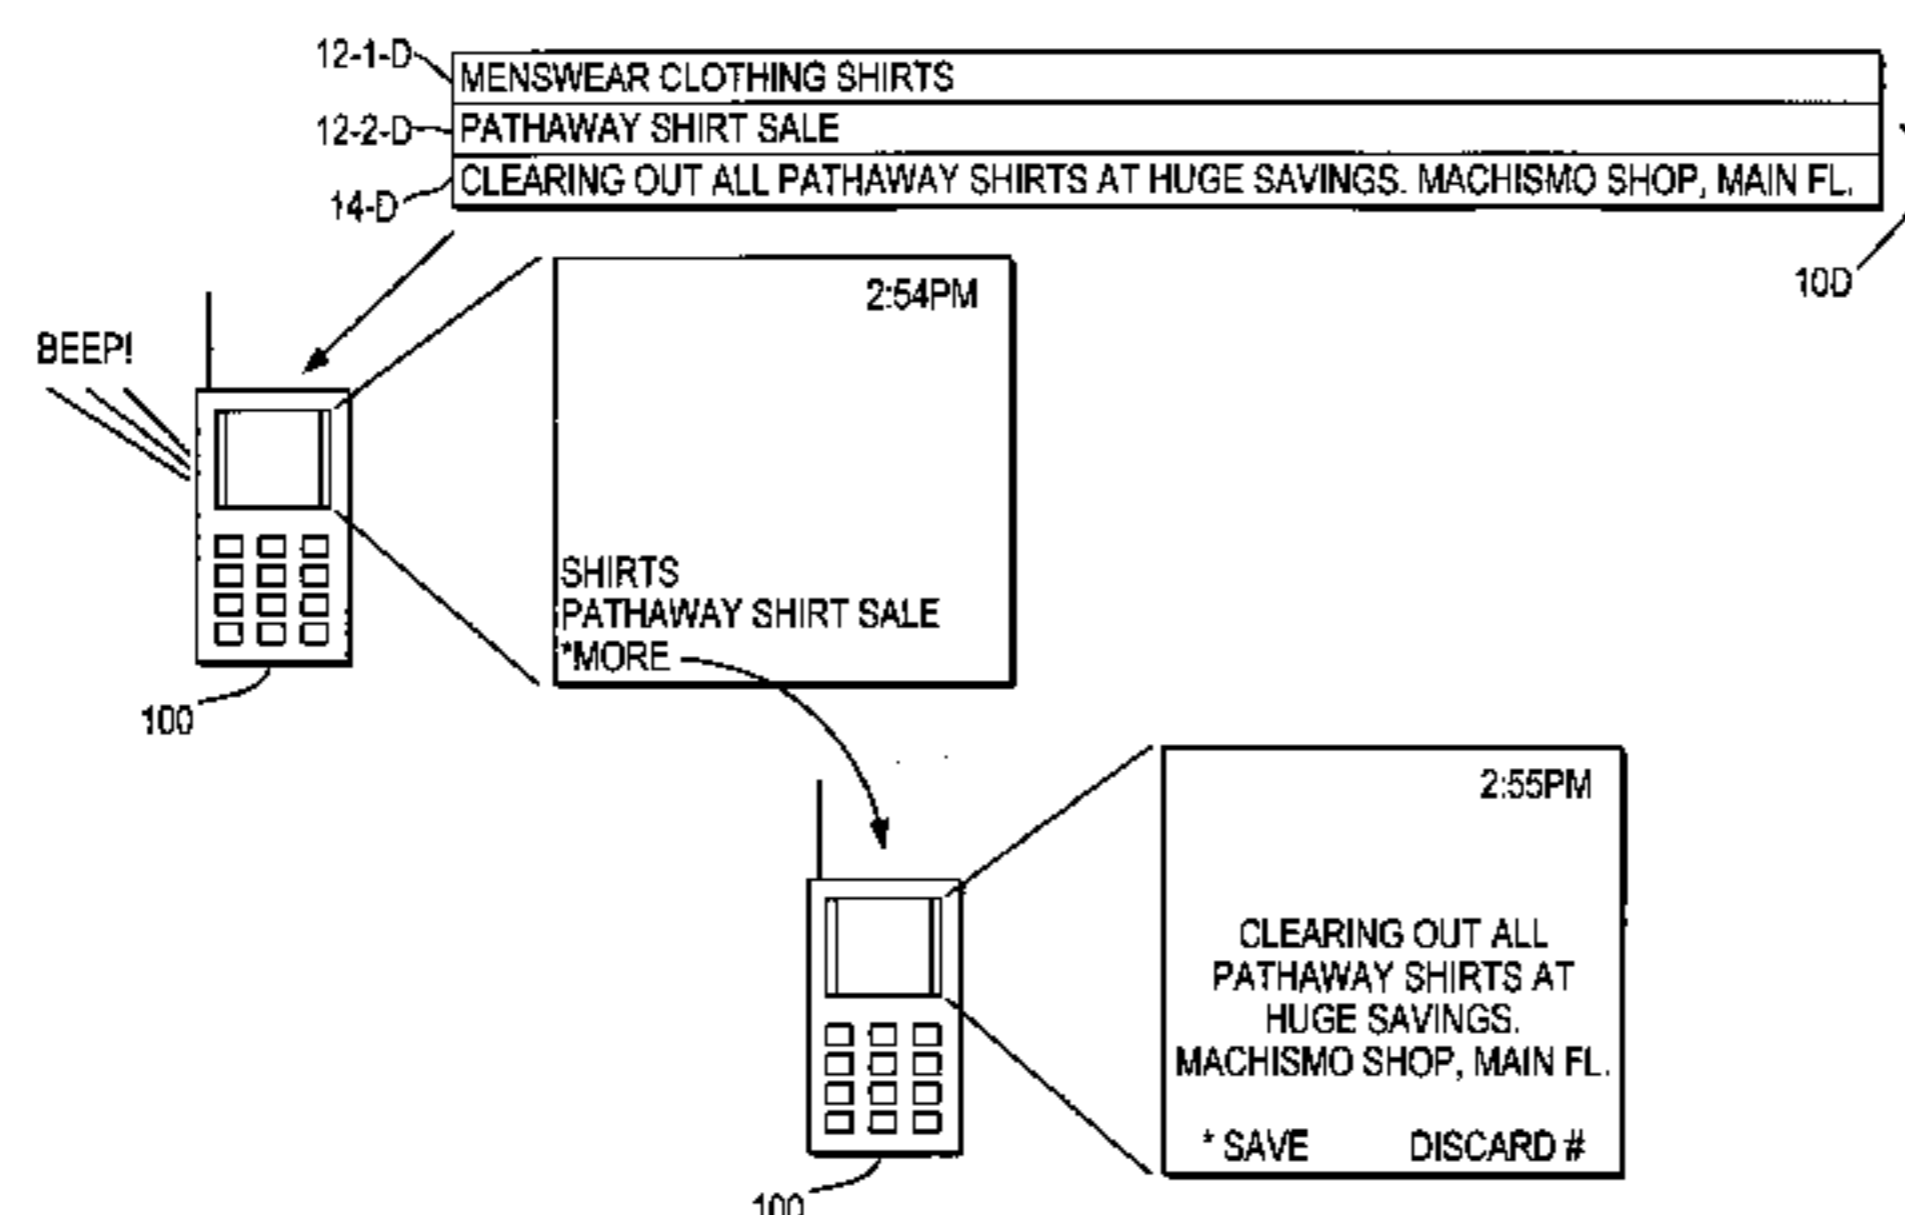 12-1-D
MENSWEAR CLOTHING SHIRTS
12-2-D
PATHAWAY SHIRT SALE
14-D
CLEARING OUT ALL PATHAWAY SHIRTS AT HUGE SAVINGS. MACHISMO SHOP, MAIN FL.
10D
BEEP!
2:54PM
SHIRTS
PATHAWAY SHIRT SALE
*MORE
100
2:55PM
CLEARING OUT ALL
PATHAWAY SHIRTS AT
HUGE SAVINGS.
MACHISMO SHOP, MAIN FL.
* SAVE DISCARD #
100